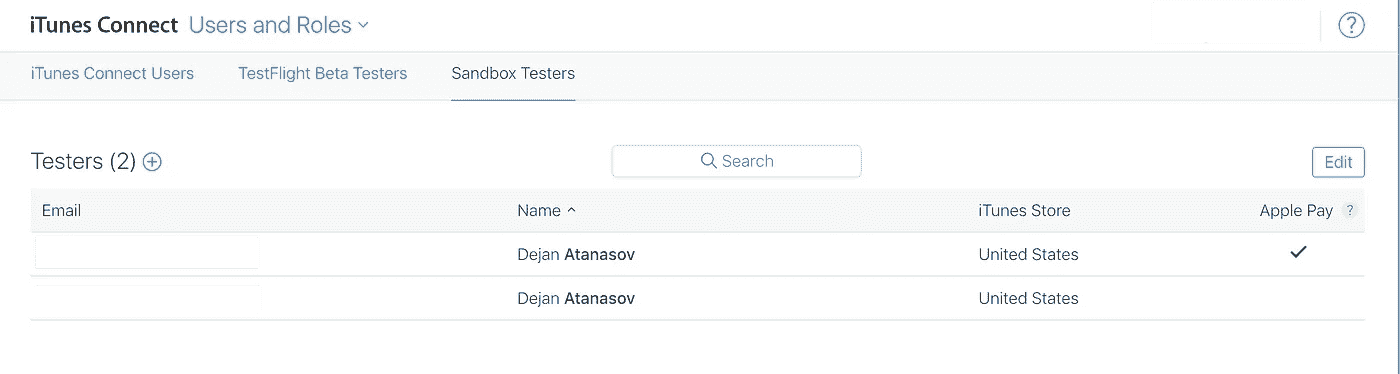 iTunes Connect Users and Roles ?
iTunes Connect Users TestFlight Beta Testers Sandbox Testers
Testers (2) Search Edit
Email Name iTunes Store Apple Pay ?
Dejan Atanasov United States
Dejan Atanasov United States